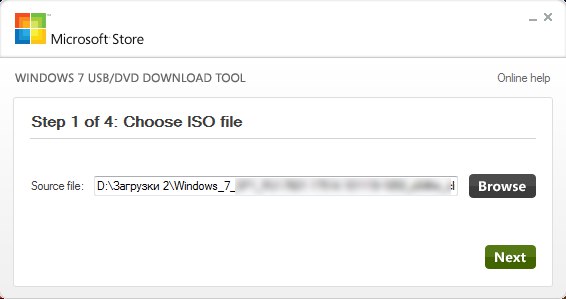 Microsoft Store
WINDOWS 7 USB/DVD DOWNLOAD TOOL
Online help
Step 1 of 4: Choose ISO file
Source file: D:\Загрузки 2\Windows_7_
Browse
Next